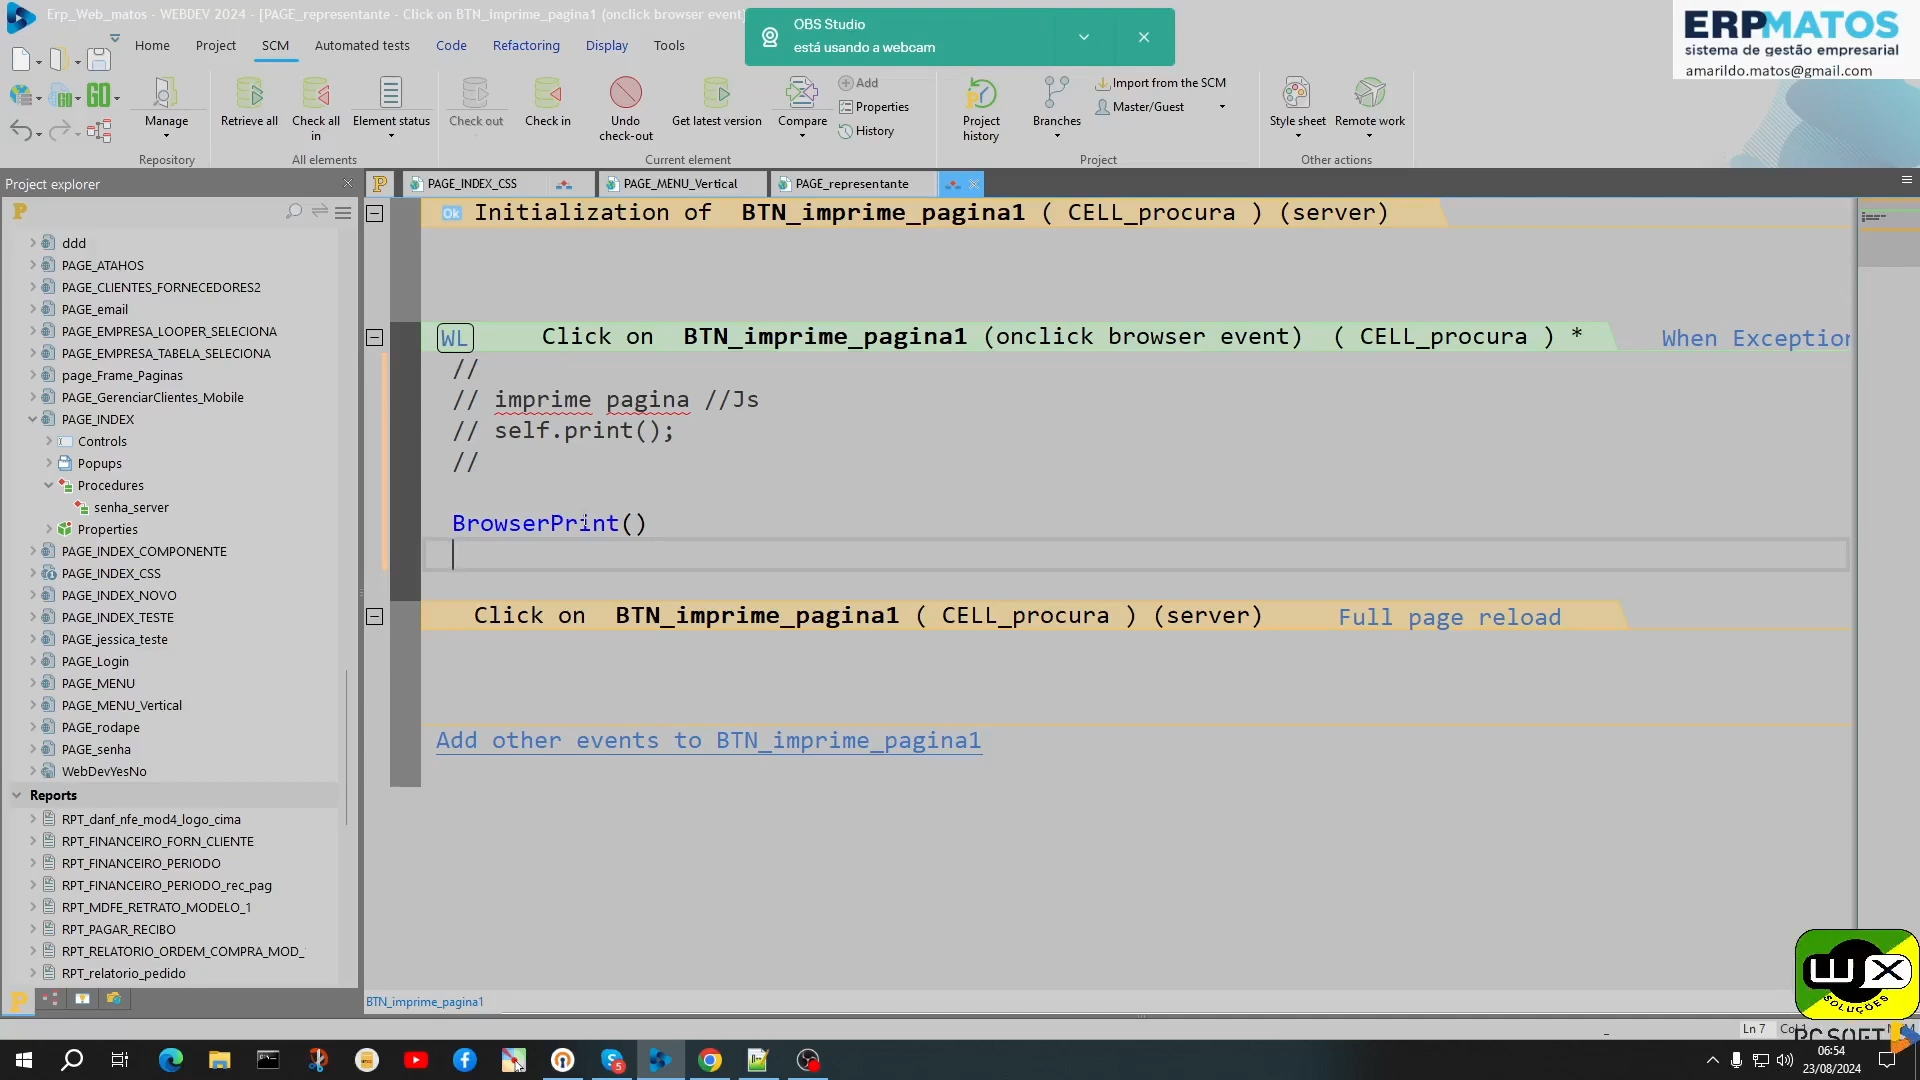 Erp_Web_matos - WEBDEV 2024 - [PAGE_representante - Click on BTN_imprime_pagina1 (onclick browser event)
OBS Studio
está usando a webcam
ERPMATOS
sistema de gestão empresarial
amarildo.matos@gmail.com
Home Project SCM Automated tests Code Refactoring Display Tools
Manage
Repository
Retrieve all
Check all in
Element status
All elements
Check out
Check in
Undo check-out
Get latest version
Compare
Add
Properties
History
Current element
Project history
Branches
Import from the SCM
Master/Guest
Project
Style sheet
Remote work
Other actions
Project explorer
PAGE_INDEX_CSS PAGE_MENU_Vertical PAGE_representante
ddd
PAGE_ATAHOS
PAGE_CLIENTES_FORNECEDORES2
PAGE_email
PAGE_EMPRESA_LOOPER_SELECIONA
PAGE_EMPRESA_TABELA_SELECIONA
page_Frame_Paginas
PAGE_GerenciarClientes_Mobile
PAGE_INDEX
Controls
Popups
Procedures
senha_server
Properties
PAGE_INDEX_COMPONENTE
PAGE_INDEX_CSS
PAGE_INDEX_NOVO
PAGE_INDEX_TESTE
PAGE_jessica_teste
PAGE_Login
PAGE_MENU
PAGE_MENU_Vertical
PAGE_rodape
PAGE_senha
WebDevYesNo
Reports
RPT_danf_nfe_mod4_logo_cima
RPT_FINANCEIRO_FORN_CLIENTE
RPT_FINANCEIRO_PERIODO
RPT_FINANCEIRO_PERIODO_rec_pag
RPT_MDFE_RETRATO_MODELO_1
RPT_PAGAR_RECIBO
RPT_RELATORIO_ORDEM_COMPRA_MOD_
RPT_relatorio_pedido
Ok Initialization of BTN_imprime_pagina1 ( CELL_procura ) (server)
WL Click on BTN_imprime_pagina1 (onclick browser event) ( CELL_procura ) * When Exception
//
// imprime pagina //Js
// self.print();
//
BrowserPrint()
Click on BTN_imprime_pagina1 ( CELL_procura ) (server) Full page reload
Add other events to BTN_imprime_pagina1
BTN_imprime_pagina1
WX
SOLUÇÕES
PC SOFT
Ln 7
06:54
23/08/2024